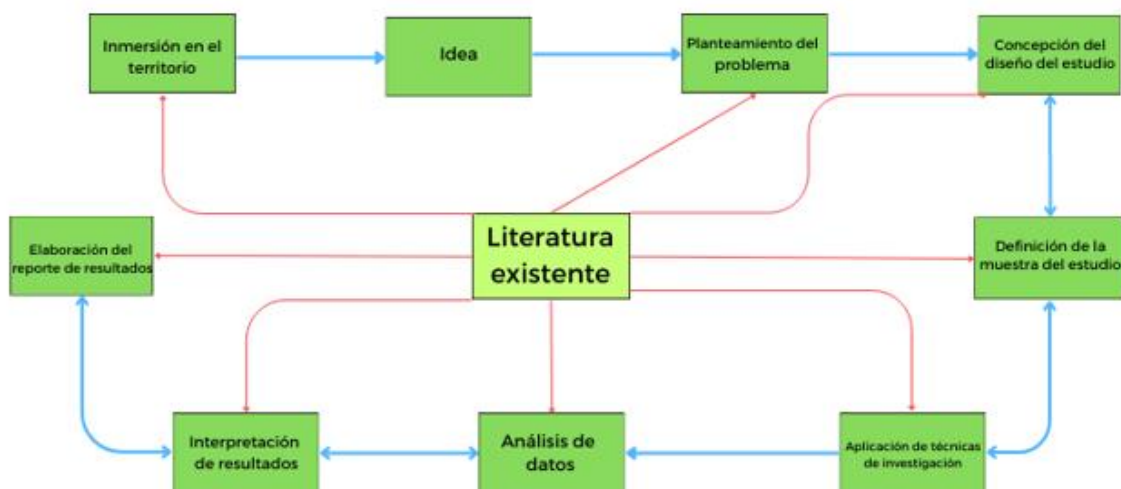 Inmersión en el
territorio
Idea
Planteamiento del
problema
Concepción del
diseño del estudio
Literatura
existente
Elaboración del
reporte de resultados
Definición de la
muestra del estudio
Interpretación
de resultados
Análisis de
datos
Aplicación de técnicas
de investigación